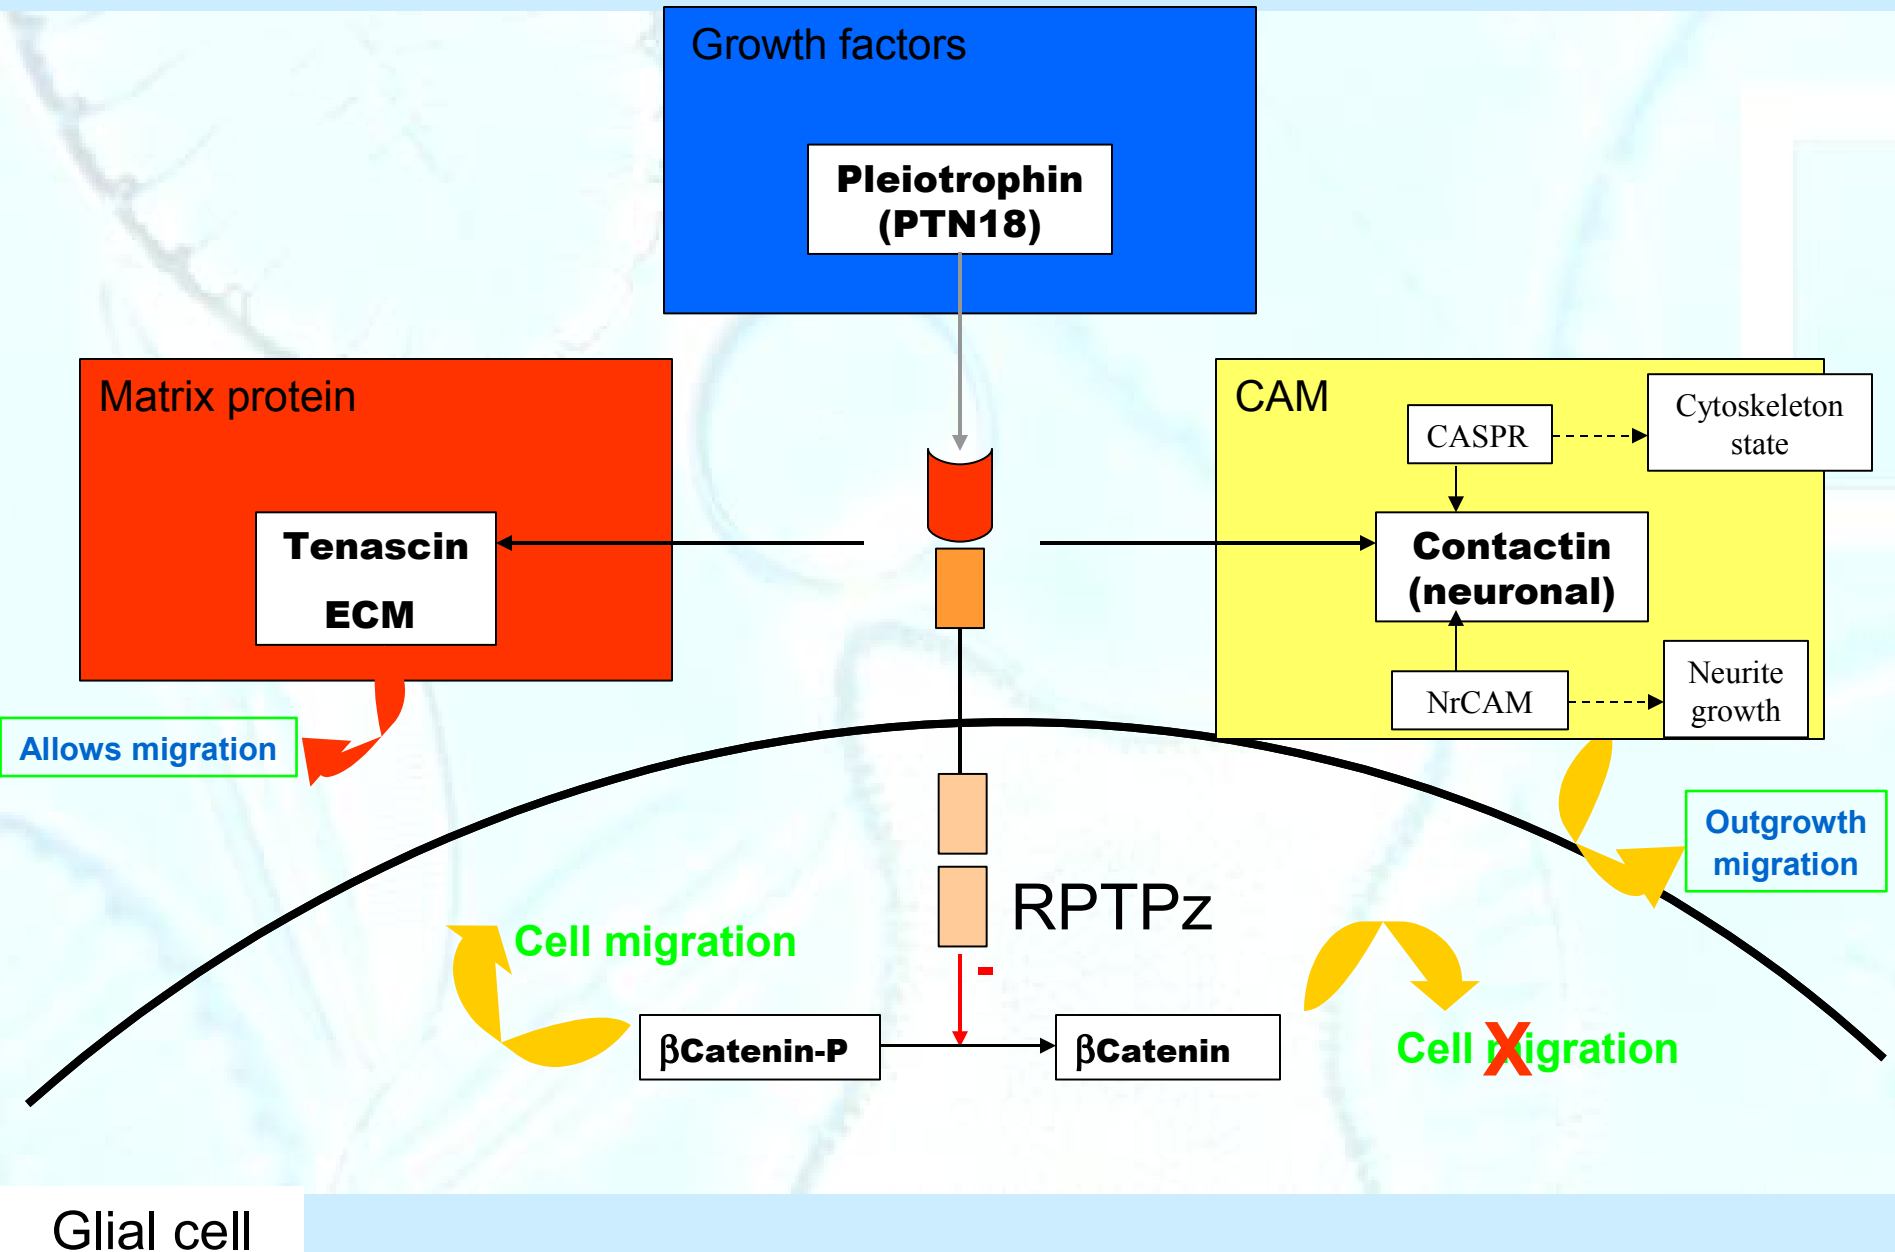 Growth factors
Pleiotrophin
(PTN18)
Matrix protein
Tenascin
ECM
Allows migration
CAM
CASPR
Cytoskeleton
state
Contactin
(neuronal)
NrCAM
Neurite
growth
Outgrowth
migration
RPTPz
Cell migration
-
βCatenin-P
βCatenin
Cell migration
X
Glial cell